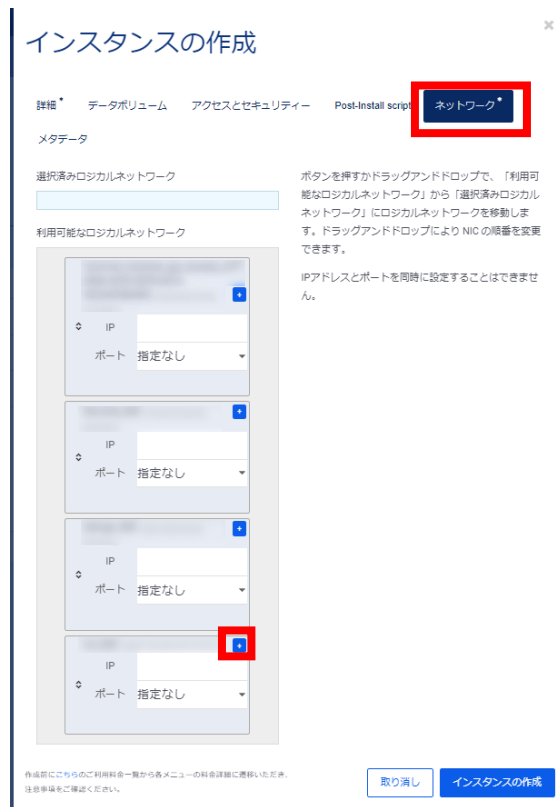 インスタンスの作成
×
詳細* データボリューム アクセスとセキュリティー Post-Install script ネットワーク*
メタデータ
選択済みロジカルネットワーク
利用可能なロジカルネットワーク
+
IP
ポート 指定なし
+
IP
ポート 指定なし
+
IP
ポート 指定なし
+
IP
ポート 指定なし
ボタンを押すかドラッグアンドドロップで、「利用可
能なロジカルネットワーク」から「選択済みロジカル
ネットワーク」にロジカルネットワークを移動しま
す。ドラッグアンドドロップにより NIC の順番を変更
できます。
IPアドレスとポートを同時に設定することはできませ
ん。
作成前にこちらのご利用料金一覧から各メニューの料金詳細に遷移いただき、
注意事項をご確認ください。
取り消し インスタンスの作成